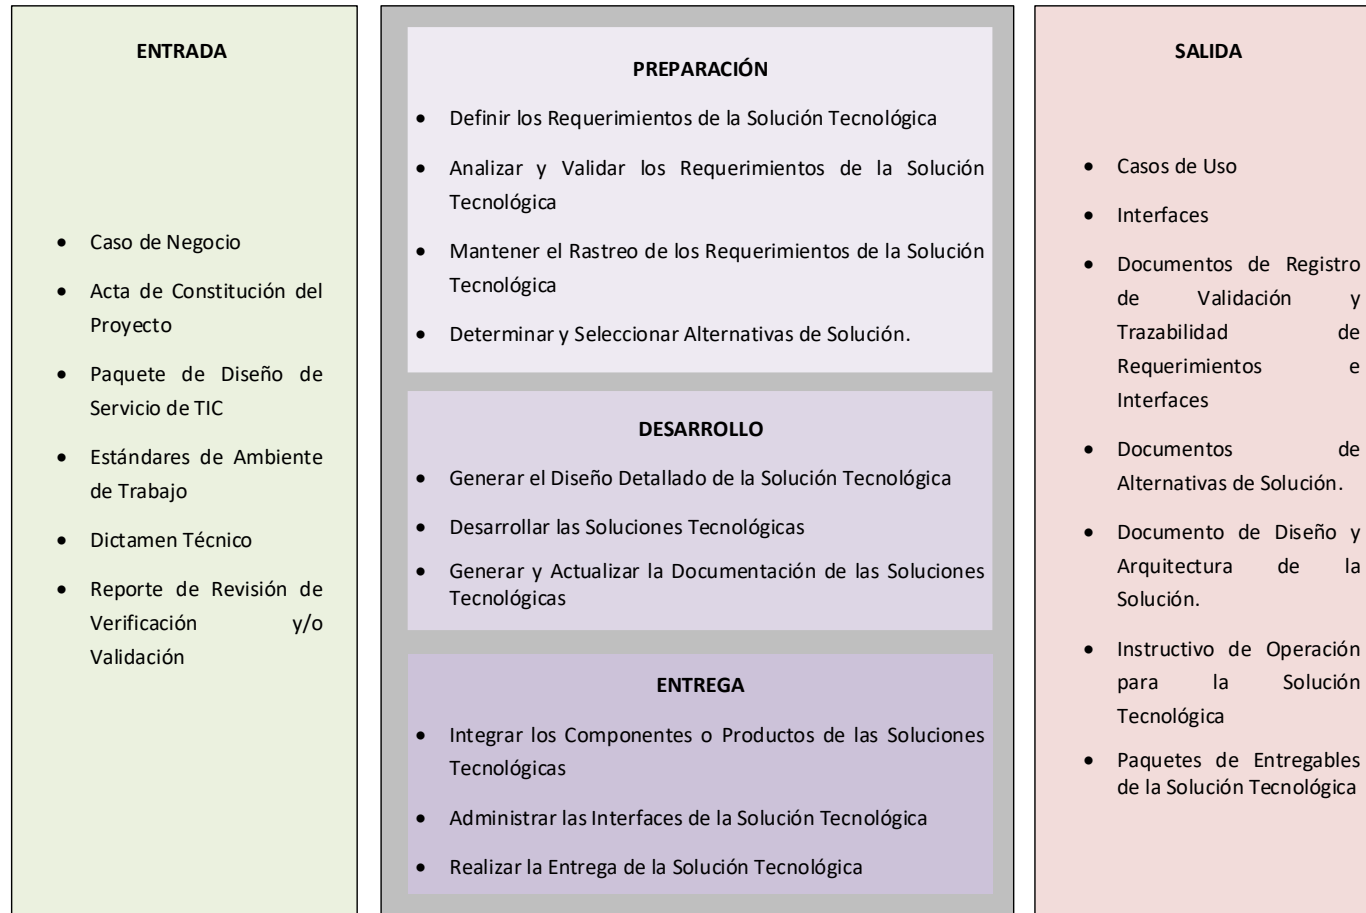 ENTRADA
• Caso de Negocio
• Acta de Constitución del
Proyecto
• Paquete de Diseño de
Servicio de TIC
• Estándares de Ambiente
de Trabajo
• Dictamen Técnico
• Reporte de Revisión de
Verificación y/o
Validación
PREPARACIÓN
• Definir los Requerimientos de la Solución Tecnológica
• Analizar y Validar los Requerimientos de la Solución
Tecnológica
• Mantener el Rastreo de los Requerimientos de la Solución
Tecnológica
• Determinar y Seleccionar Alternativas de Solución.
DESARROLLO
• Generar el Diseño Detallado de la Solución Tecnológica
• Desarrollar las Soluciones Tecnológicas
• Generar y Actualizar la Documentación de las Soluciones
Tecnológicas
ENTREGA
• Integrar los Componentes o Productos de las Soluciones
Tecnológicas
• Administrar las Interfaces de la Solución Tecnológica
• Realizar la Entrega de la Solución Tecnológica
SALIDA
• Casos de Uso
• Interfaces
• Documentos de Registro
de Validación y
Trazabilidad de
Requerimientos e
Interfaces
• Documentos de
Alternativas de Solución.
• Documento de Diseño y
Arquitectura de la
Solución.
• Instructivo de Operación
para la Solución
Tecnológica
• Paquetes de Entregables
de la Solución Tecnológica